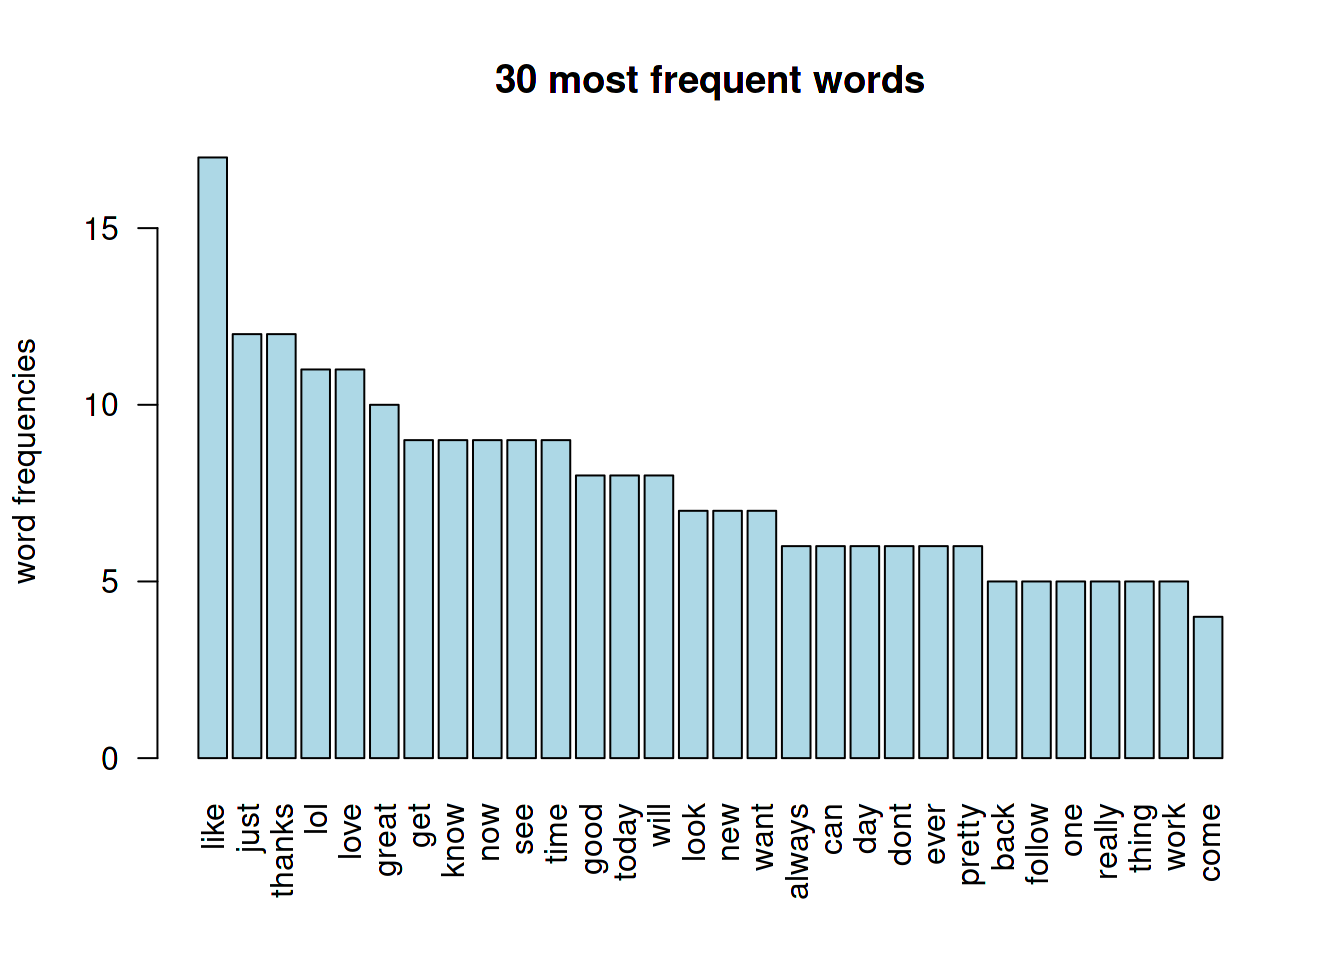 30 most frequent words
word frequencies
15
10
5
0
like
just
thanks
lol
love
great
get
know
now
see
time
good
today
will
look
new
want
always
can
day
dont
ever
pretty
back
follow
one
really
thing
work
come